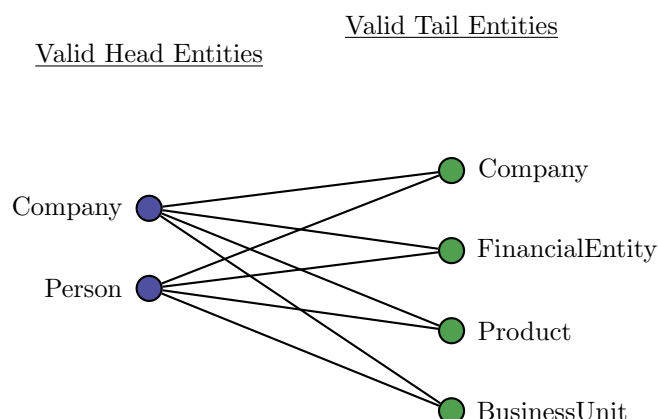 Valid Tail Entities
Valid Head Entities
Company
Company
FinancialEntity
Person
Product
BusinessUnit